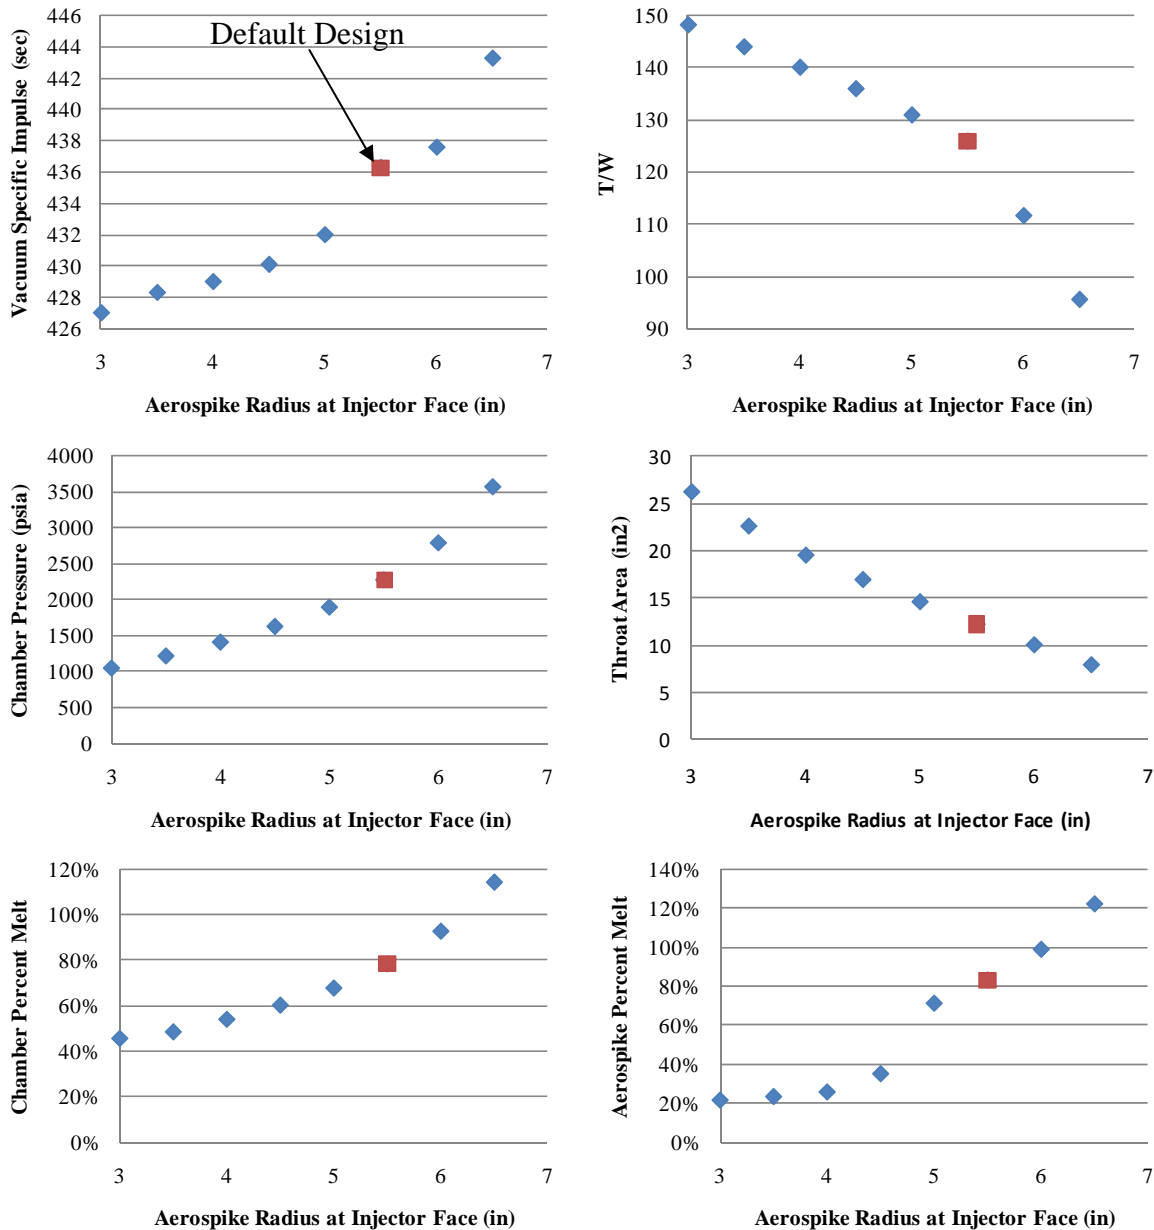 446
444
442
440
438
436
434
432
430
428
426
Vacuum Specific Impulse (sec)
Default Design
3 4 5 6 7
Aerospike Radius at Injector Face (in)
150
140
130
120
110
100
90
T/W
3 4 5 6 7
Aerospike Radius at Injector Face (in)
4000
3500
3000
2500
2000
1500
1000
500
0
Chamber Pressure (psia)
3 4 5 6 7
Aerospike Radius at Injector Face (in)
30
25
20
15
10
5
0
Throat Area (in2)
3 4 5 6 7
Aerospike Radius at Injector Face (in)
120%
100%
80%
60%
40%
20%
0%
Chamber Percent Melt
3 4 5 6 7
Aerospike Radius at Injector Face (in)
140%
120%
100%
80%
60%
40%
20%
0%
Aerospike Percent Melt
3 4 5 6 7
Aerospike Radius at Injector Face (in)